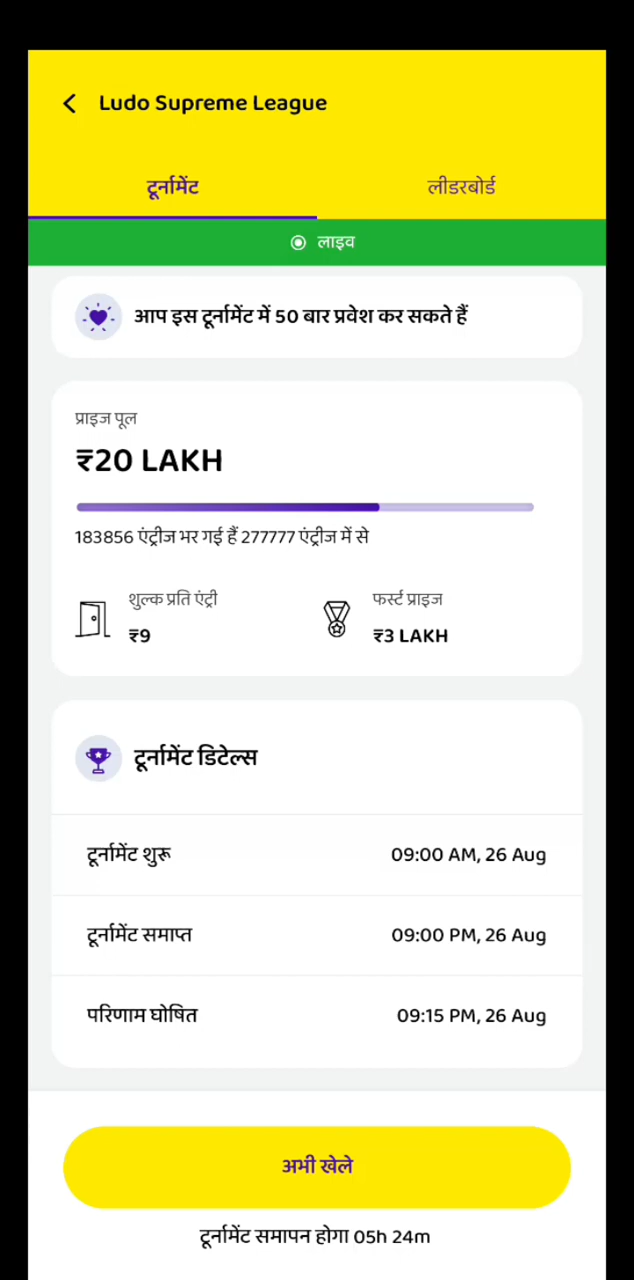 Ludo Supreme League
टूर्नामेंट
लीडरबोर्ड
लाइव
आप इस टूर्नामेंट में 50 बार प्रवेश कर सकते हैं
प्राइज पूल
₹20 LAKH
183856 एंट्रीज भर गई हैं 277777 एंट्रीज में से
शुल्क प्रति एंट्री
₹9
फर्स्ट प्राइज
₹3 LAKH
टूर्नामेंट डिटेल्स
टूर्नामेंट शुरू 09:00 AM, 26 Aug
टूर्नामेंट समाप्त 09:00 PM, 26 Aug
परिणाम घोषित 09:15 PM, 26 Aug
अभी खेले
टूर्नामेंट समापन होगा 05h 24m